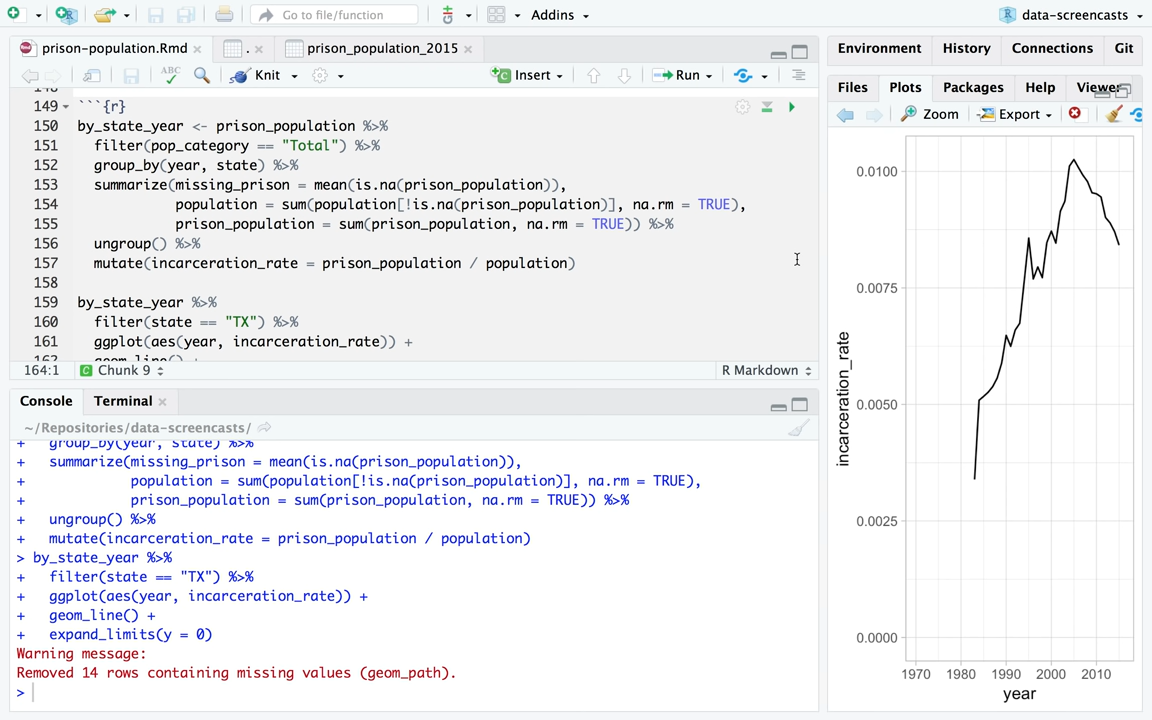 Go to file/function
Addins
data-screencasts
prison-population.Rmd
.
prison_population_2015
ABC
Knit
Insert
Run
149 ```{r}
150 by_state_year <- prison_population %>%
151   filter(pop_category == "Total") %>%
152   group_by(year, state) %>%
153   summarize(missing_prison = mean(is.na(prison_population)),
154             population = sum(population[!is.na(prison_population)], na.rm = TRUE),
155             prison_population = sum(prison_population, na.rm = TRUE)) %>%
156   ungroup() %>%
157   mutate(incarceration_rate = prison_population / population)
158
159 by_state_year %>%
160   filter(state == "TX") %>%
161   ggplot(aes(year, incarceration_rate)) +
162   geom_line() +
164:1
Chunk 9
R Markdown
Console
Terminal
~/Repositories/data-screencasts/
+   group_by(year, state) %>%
+   summarize(missing_prison = mean(is.na(prison_population)),
+             population = sum(population[!is.na(prison_population)], na.rm = TRUE),
+             prison_population = sum(prison_population, na.rm = TRUE)) %>%
+   ungroup() %>%
+   mutate(incarceration_rate = prison_population / population)
> by_state_year %>%
+   filter(state == "TX") %>%
+   ggplot(aes(year, incarceration_rate)) +
+   geom_line() +
+   expand_limits(y = 0)
Warning message:
Removed 14 rows containing missing values (geom_path).
>
Environment
History
Connections
Git
Files
Plots
Packages
Help
Viewer
Zoom
Export
0.0100
0.0075
0.0050
0.0025
0.0000
incarceration_rate
1970
1980
1990
2000
2010
year